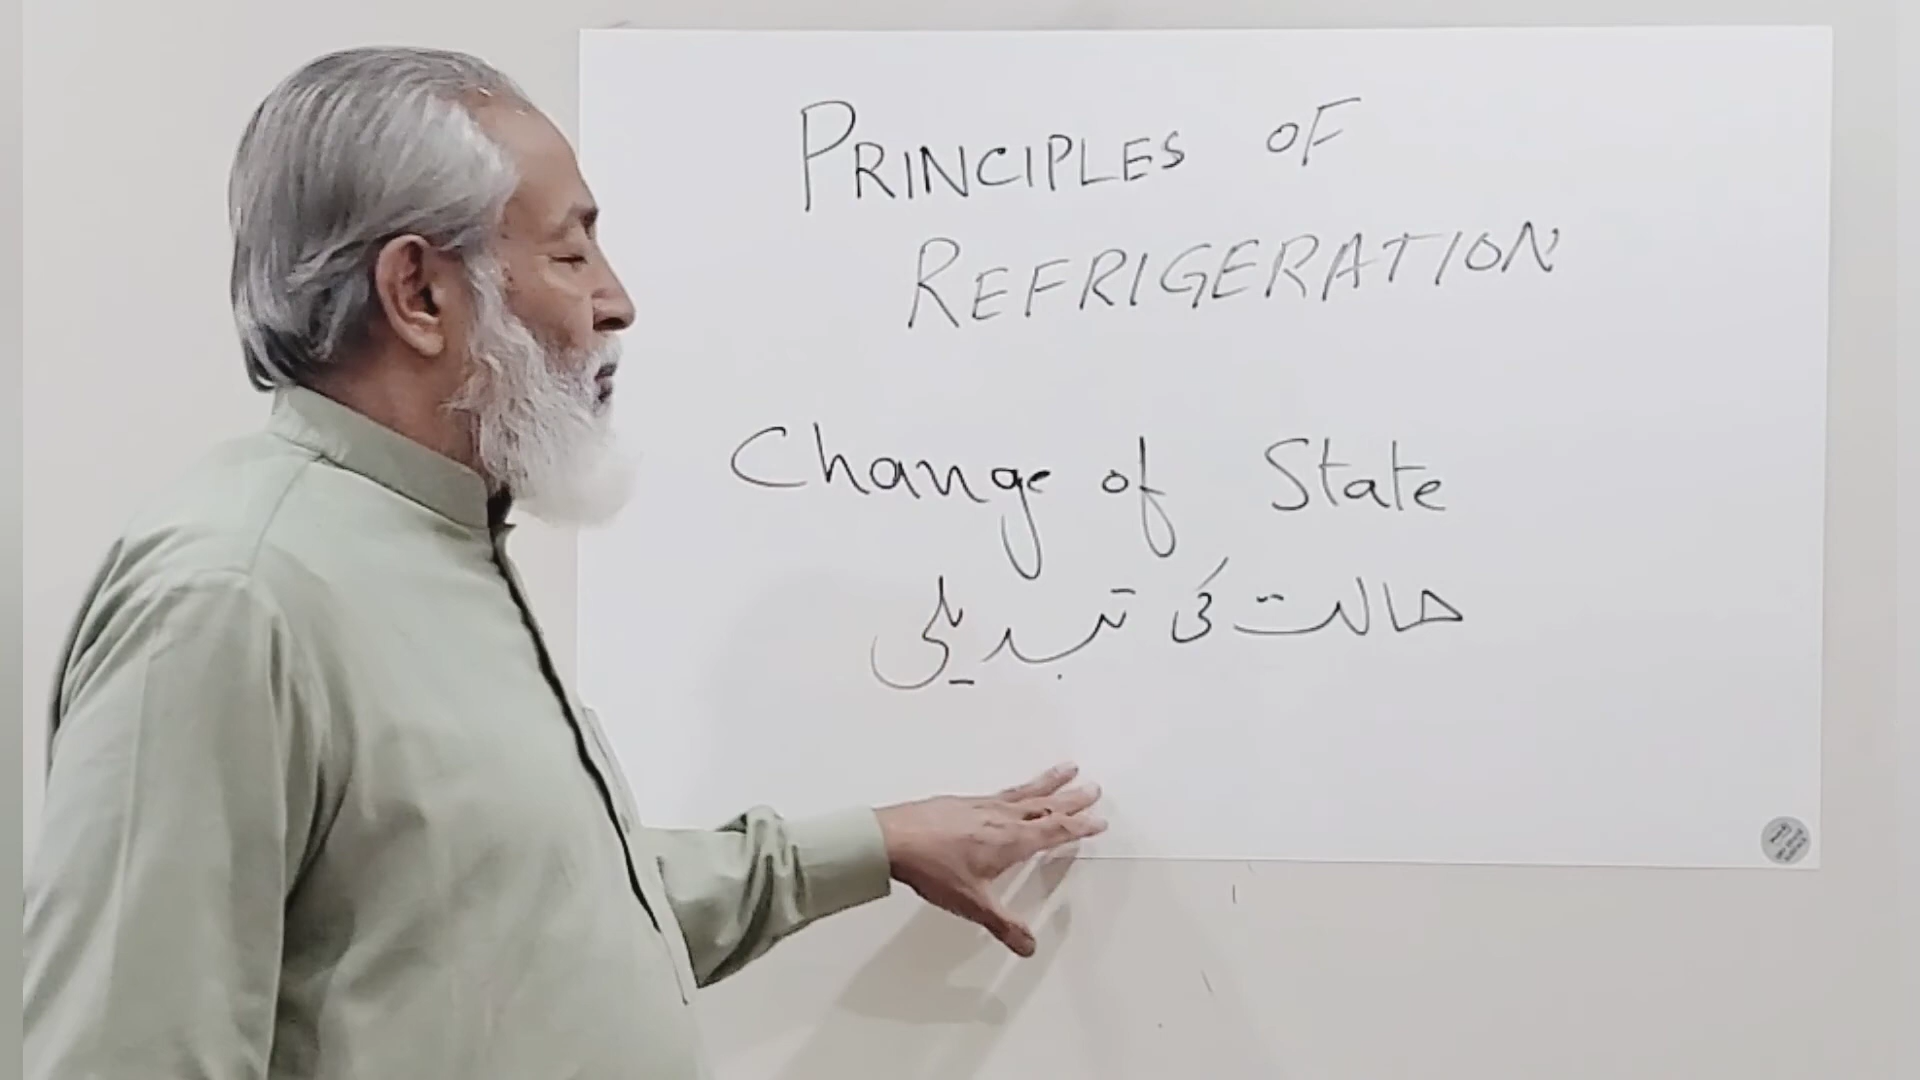 PRINCIPLES OF
REFRIGERATION
Change of State
حالت کی تبدیلی